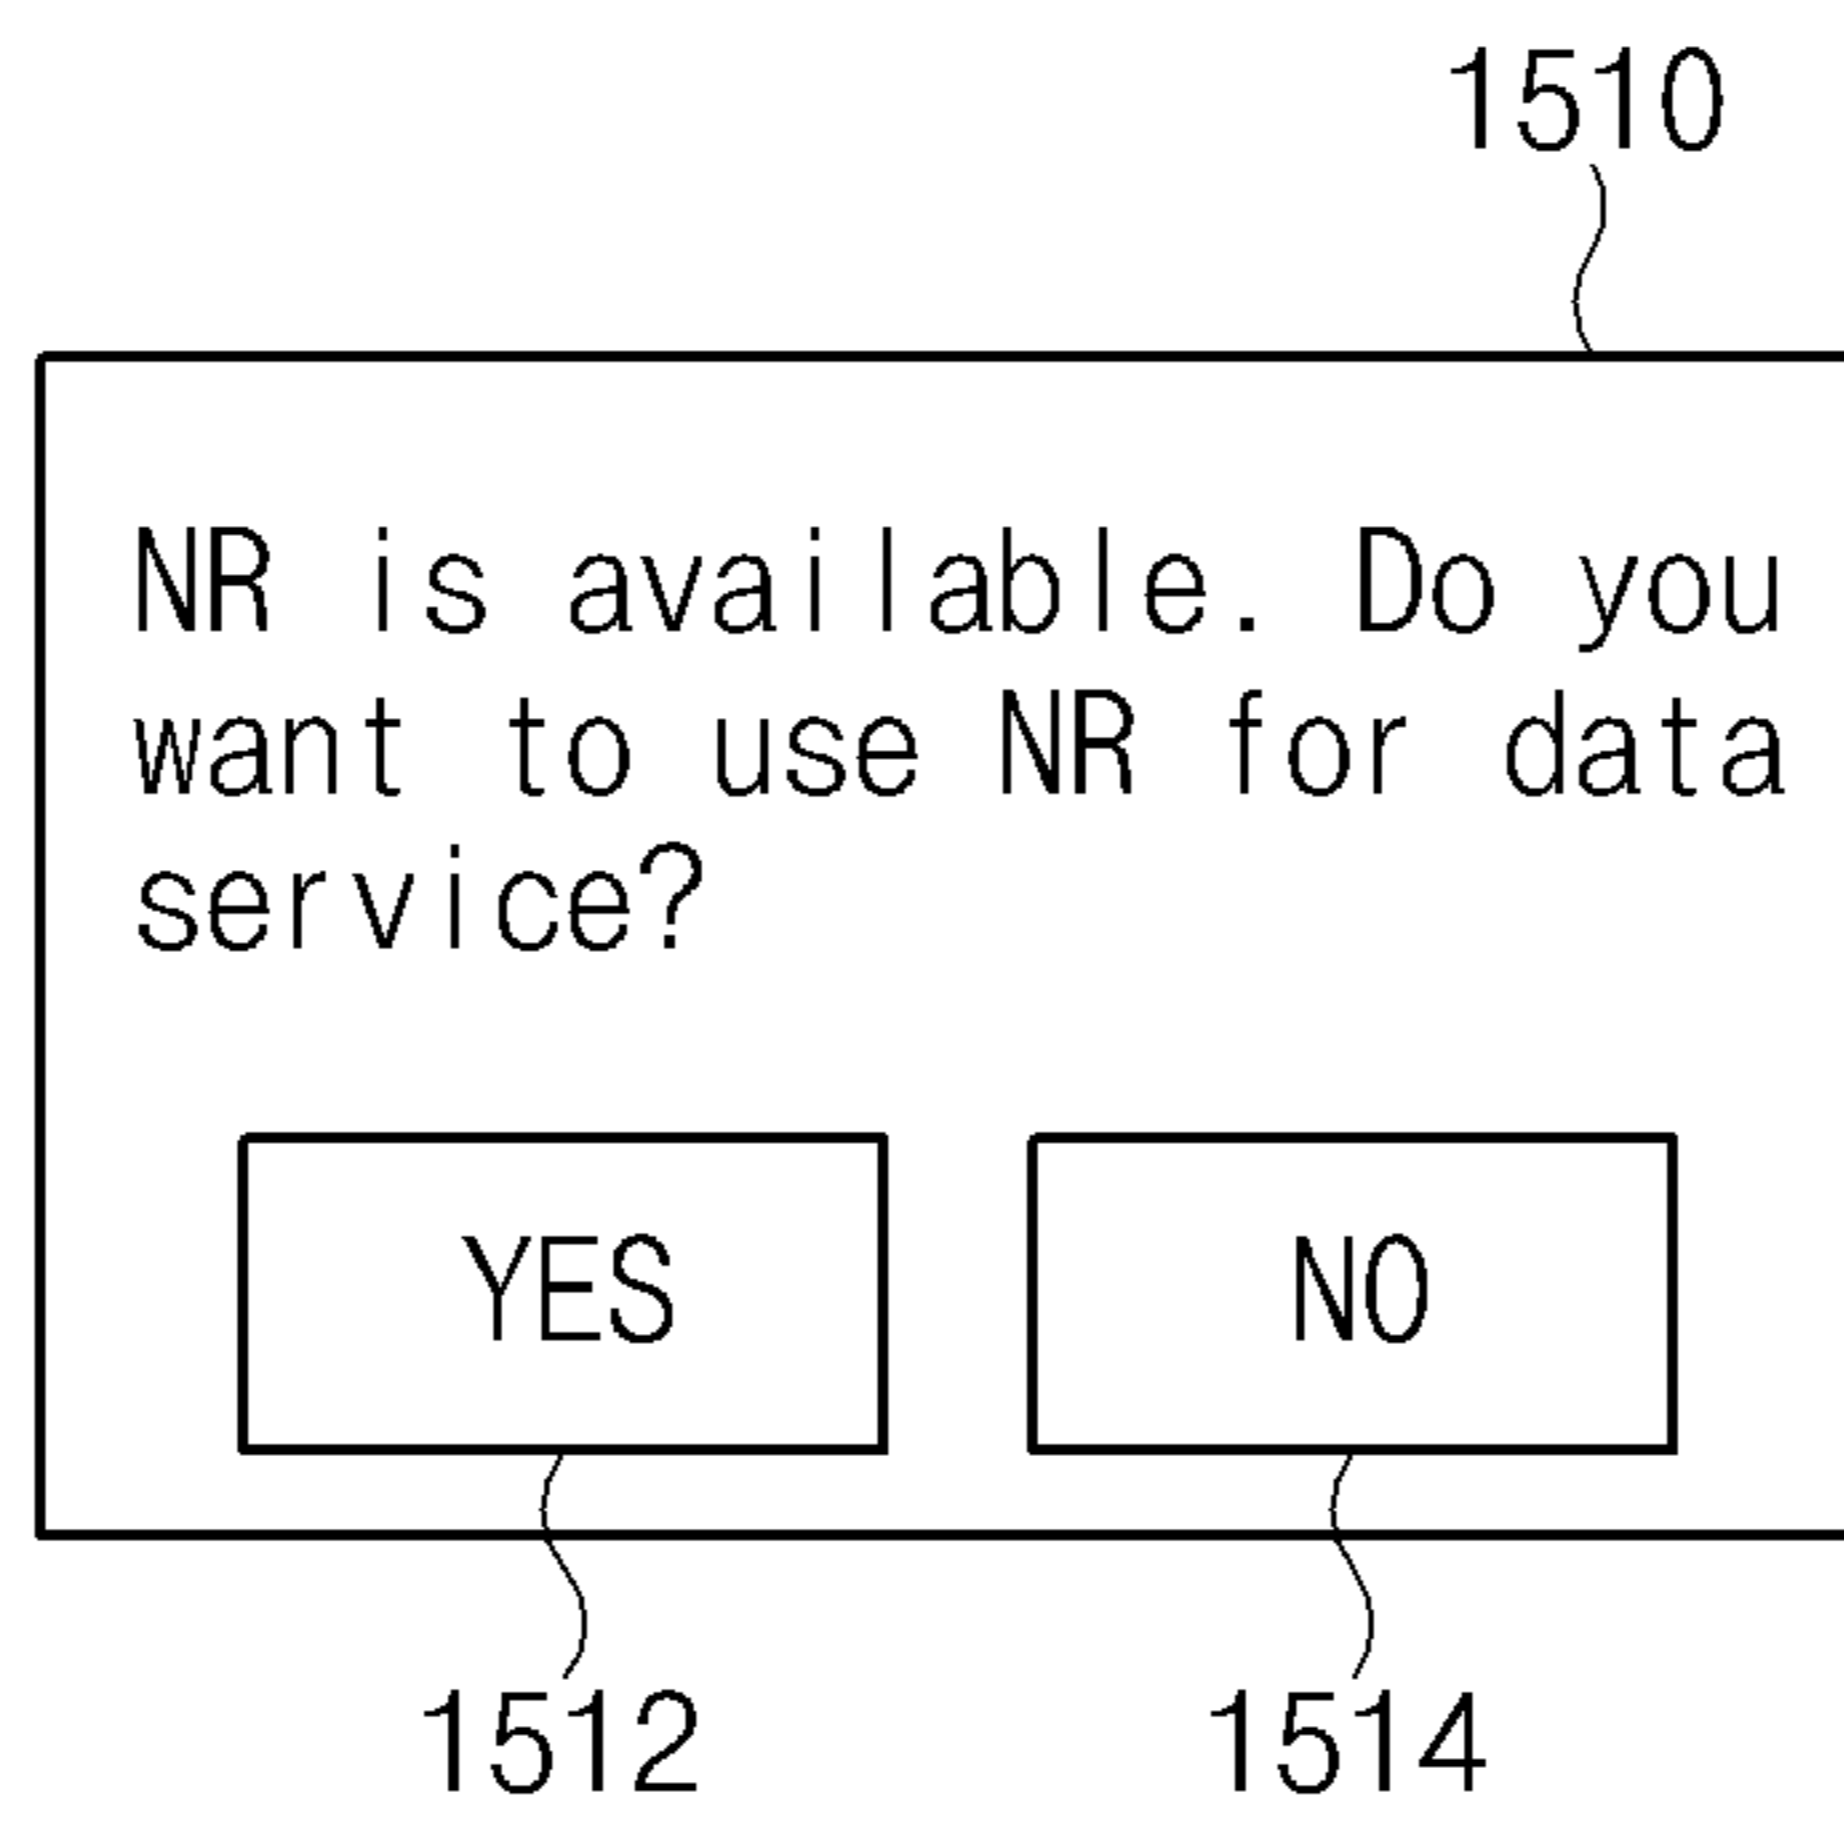 1510
NR is available. Do you
want to use NR for data
service?
YES NO
1512 1514